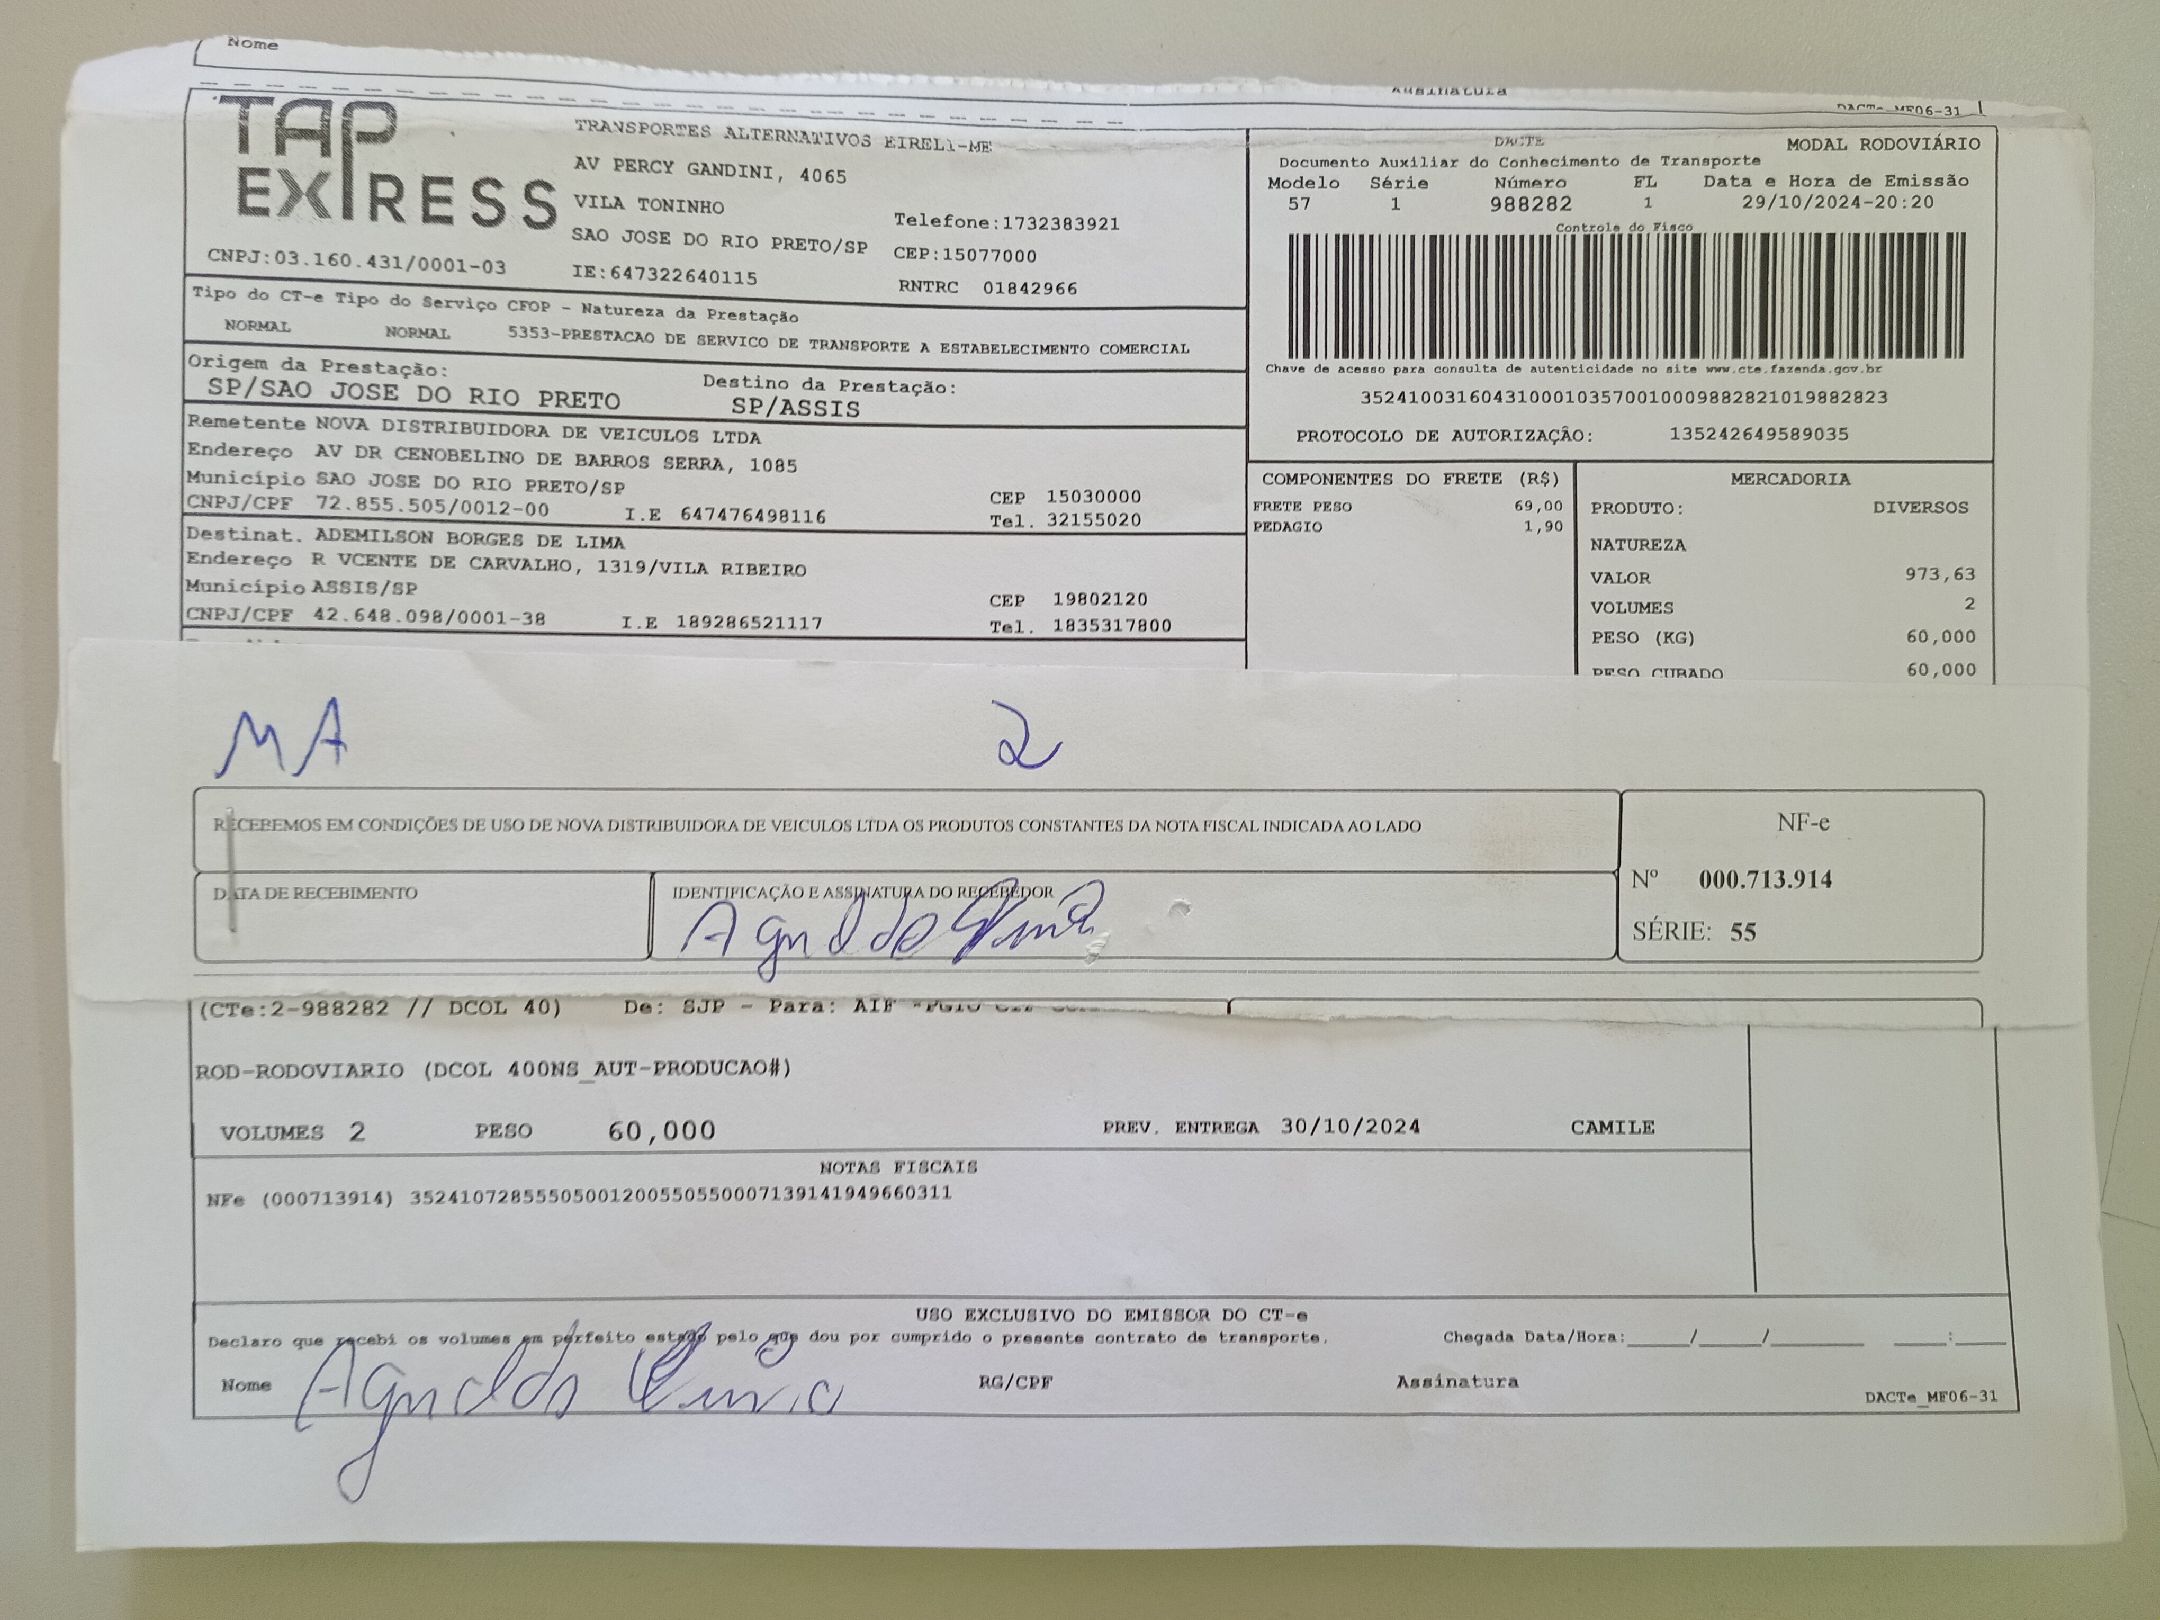 Nome
Assinatura
DACTe_MF06-31
TAP
EXPRESS
TRANSPORTES ALTERNATIVOS EIRELI-ME
AV PERCY GANDINI, 4065
VILA TONINHO
Telefone:1732383921
SAO JOSE DO RIO PRETO/SP CEP:15077000
CNPJ:03.160.431/0001-03 IE:647322640115 RNTRC 01842966
DACTE MODAL RODOVIÁRIO
Documento Auxiliar do Conhecimento de Transporte
Modelo Série Número FL Data e Hora de Emissão
57 1 988282 1 29/10/2024-20:20
Controle do Fisco
Chave de acesso para consulta de autenticidade no site www.cte.fazenda.gov.br
35241003160431000103570010009882821019882823
PROTOCOLO DE AUTORIZAÇÃO: 135242649589035
Tipo do CT-e Tipo do Serviço CFOP - Natureza da Prestação
NORMAL NORMAL 5353-PRESTACAO DE SERVICO DE TRANSPORTE A ESTABELECIMENTO COMERCIAL
Origem da Prestação: Destino da Prestação:
SP/SAO JOSE DO RIO PRETO SP/ASSIS
Remetente NOVA DISTRIBUIDORA DE VEICULOS LTDA
Endereço AV DR CENOBELINO DE BARROS SERRA, 1085
Município SAO JOSE DO RIO PRETO/SP CEP 15030000
CNPJ/CPF 72.855.505/0012-00 I.E 647476498116 Tel. 32155020
Destinat. ADEMILSON BORGES DE LIMA
Endereço R VCENTE DE CARVALHO, 1319/VILA RIBEIRO
Município ASSIS/SP CEP 19802120
CNPJ/CPF 42.648.098/0001-38 I.E 189286521117 Tel. 1835317800
COMPONENTES DO FRETE (R$)
FRETE PESO 69,00
PEDAGIO 1,90
MERCADORIA
PRODUTO: DIVERSOS
NATUREZA
VALOR 973,63
VOLUMES 2
PESO (KG) 60,000
PESO CUBADO 60,000
MA 2
RECEBEMOS EM CONDIÇÕES DE USO DE NOVA DISTRIBUIDORA DE VEICULOS LTDA OS PRODUTOS CONSTANTES DA NOTA FISCAL INDICADA AO LADO
DATA DE RECEBIMENTO
IDENTIFICAÇÃO E ASSINATURA DO RECEBEDOR
Agnaldo
NF-e
Nº 000.713.914
SÉRIE: 55
(CTe:2-988282 // DCOL 40) De: SJP - Para: AIF
ROD-RODOVIARIO (DCOL 400NS_AUT-PRODUCAO#)
VOLUMES 2 PESO 60,000 PREV. ENTREGA 30/10/2024 CAMILE
NOTAS FISCAIS
NFe (000713914) 35241072855505001200550550007139141949660311
USO EXCLUSIVO DO EMISSOR DO CT-e
Declaro que recebi os volumes em perfeito estado pelo que dou por cumprido o presente contrato de transporte. Chegada Data/Hora:____/____/____ ____:____
Nome Agnaldo RG/CPF Assinatura
DACTe_MF06-31